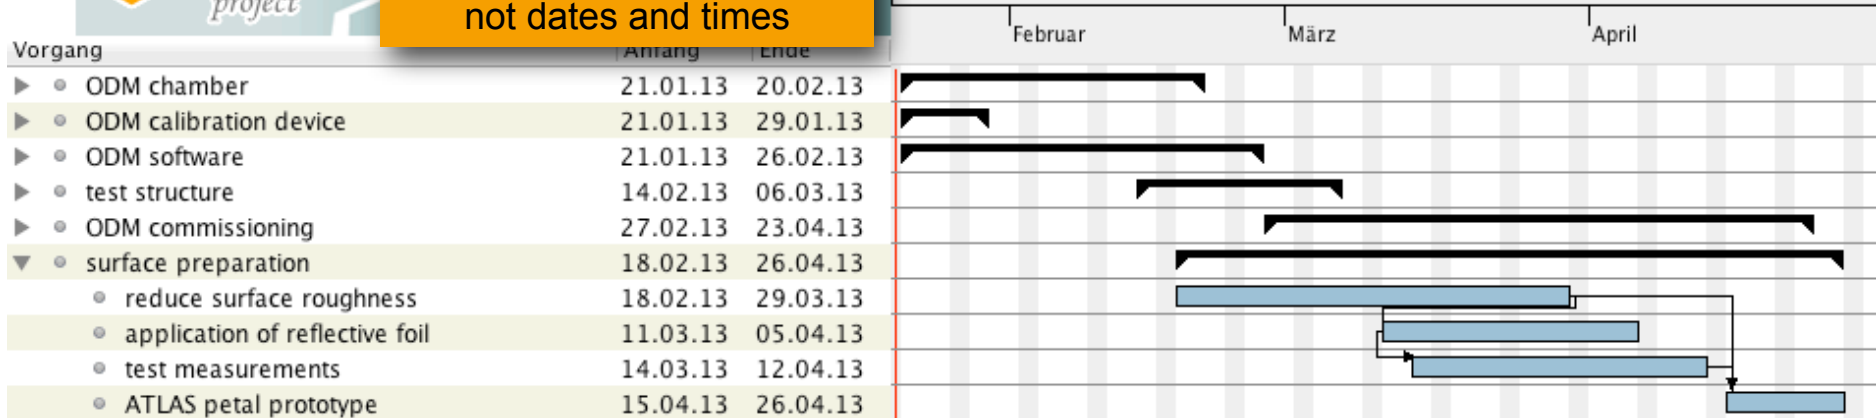 project
not dates and times
Vorgang Anfang Ende
Februar März April
ODM chamber 21.01.13 20.02.13
ODM calibration device 21.01.13 29.01.13
ODM software 21.01.13 26.02.13
test structure 14.02.13 06.03.13
ODM commissioning 27.02.13 23.04.13
surface preparation 18.02.13 26.04.13
reduce surface roughness 18.02.13 29.03.13
application of reflective foil 11.03.13 05.04.13
test measurements 14.03.13 12.04.13
ATLAS petal prototype 15.04.13 26.04.13